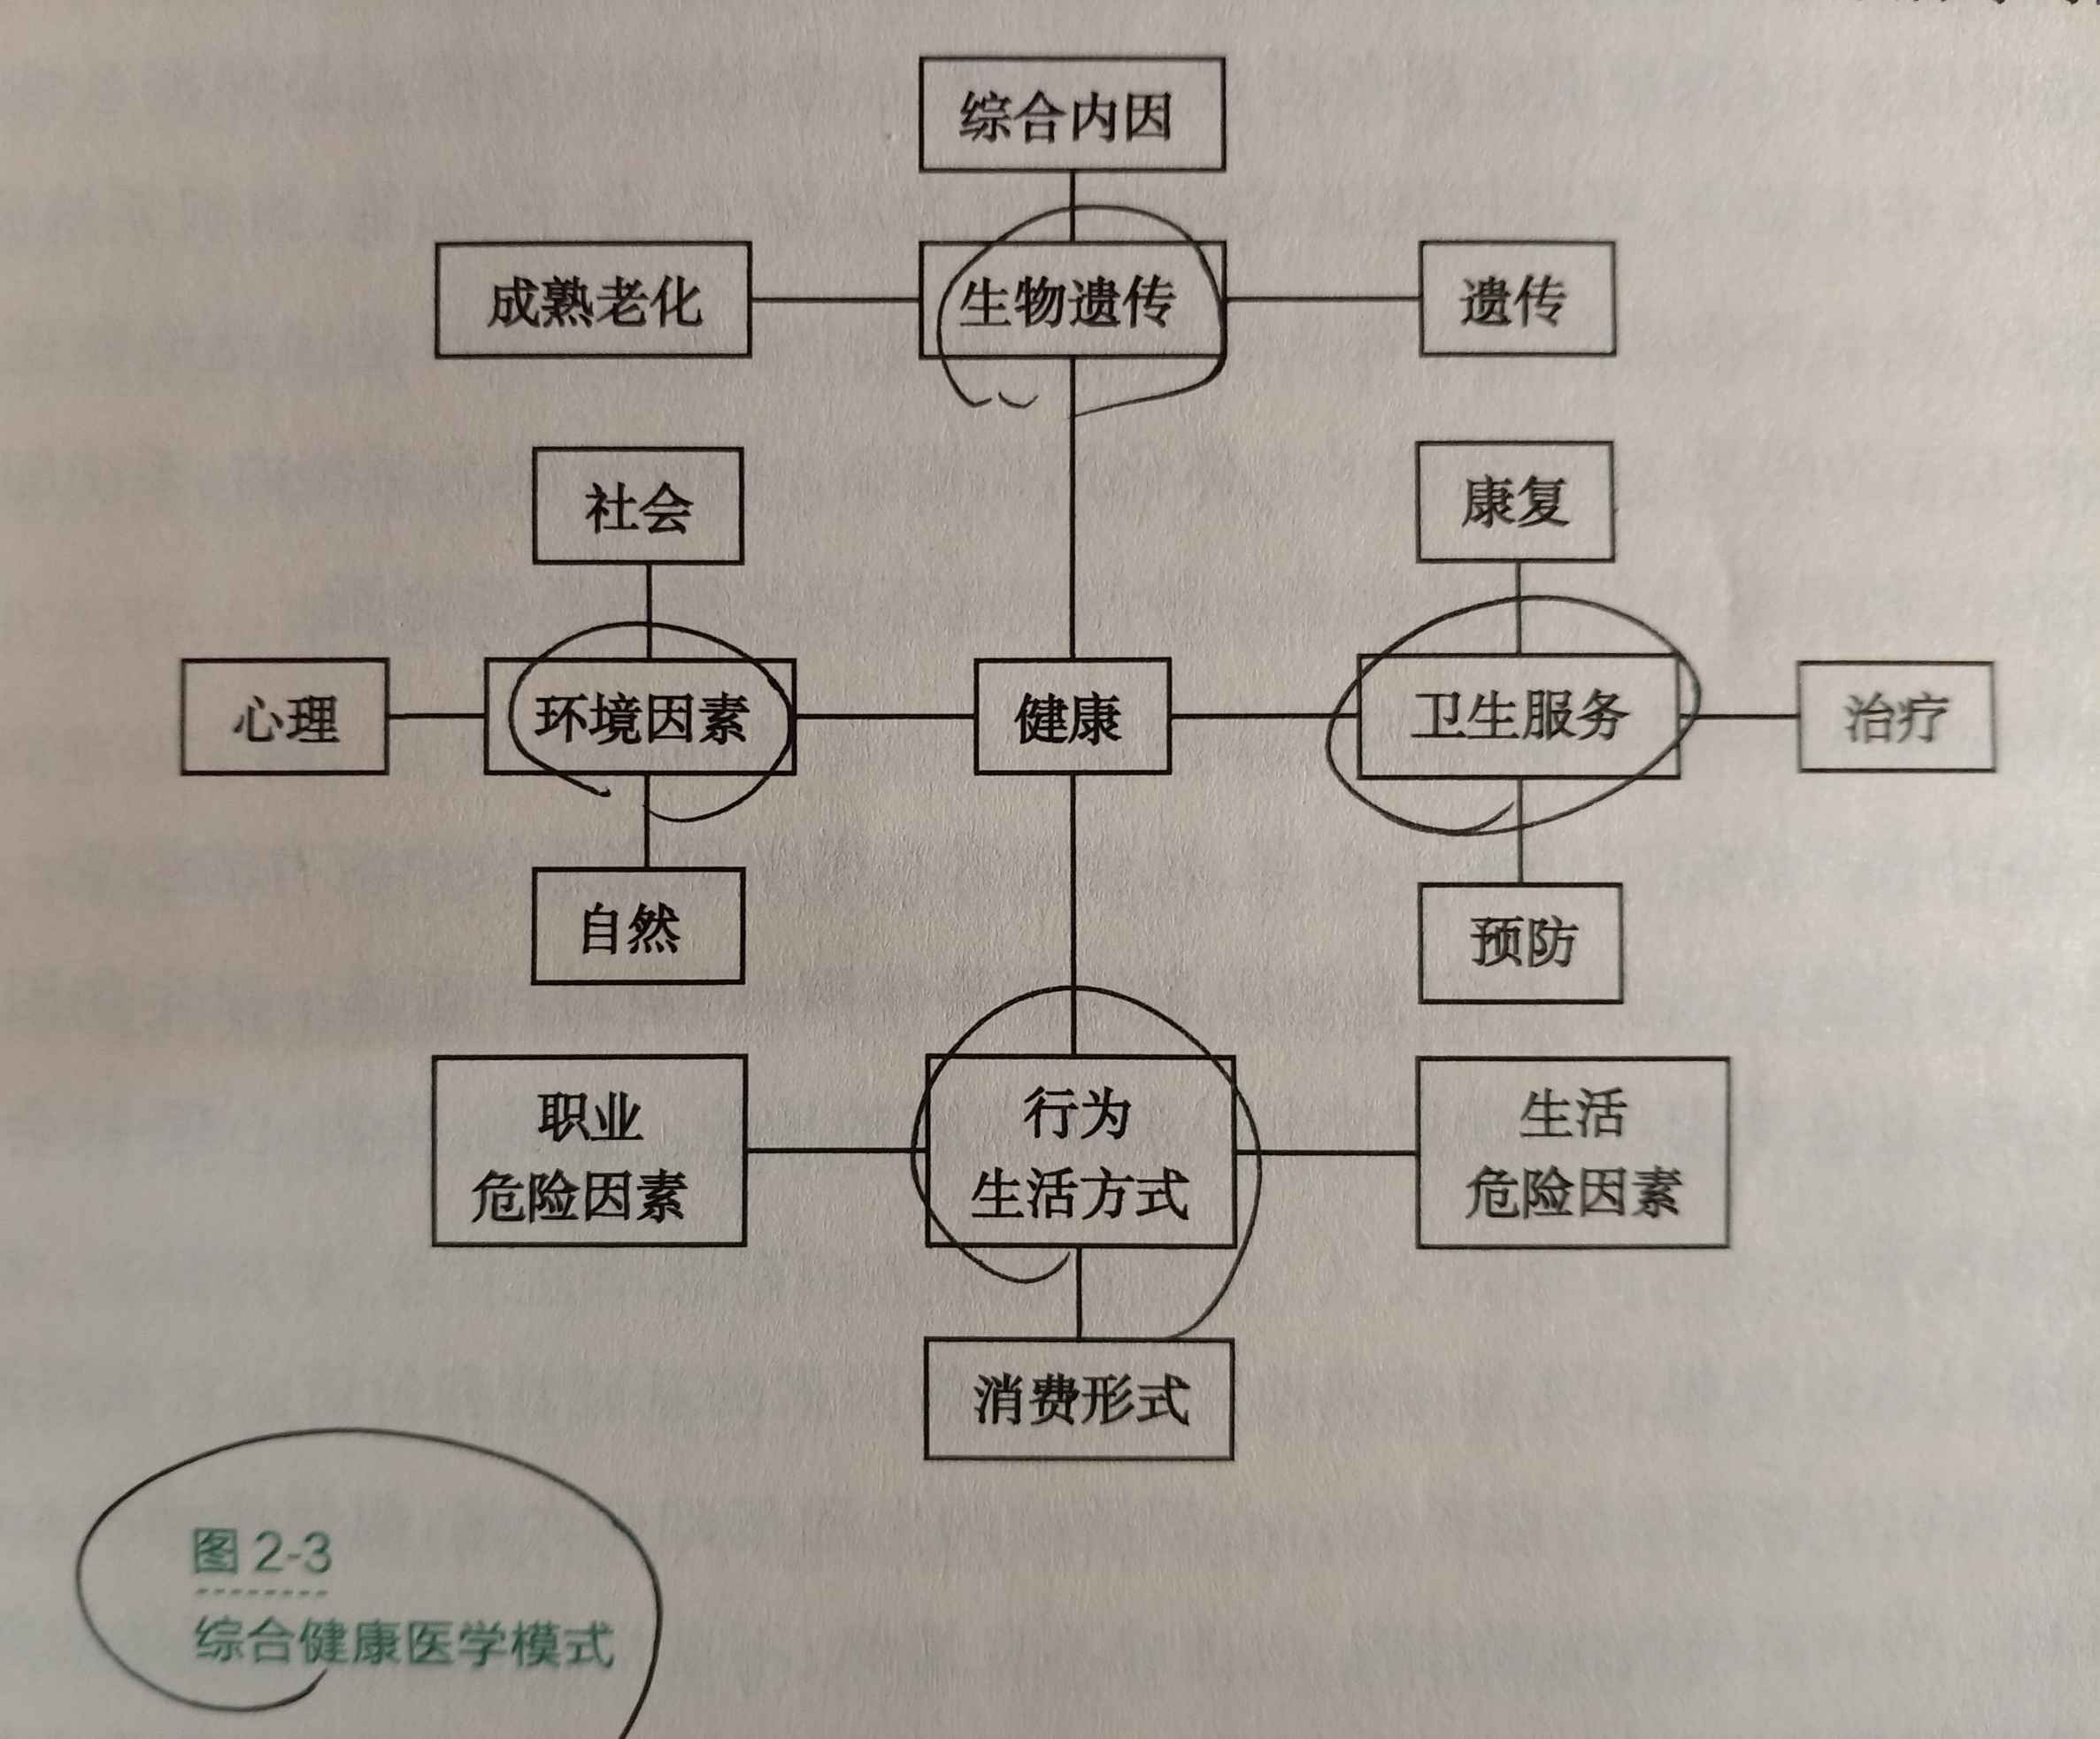 综合内因
成熟老化
生物遗传
遗传
社会
康复
心理
环境因素
健康
卫生服务
治疗
自然
预防
职业
危险因素
行为
生活方式
生活
危险因素
消费形式
图 2-3
综合健康医学模式